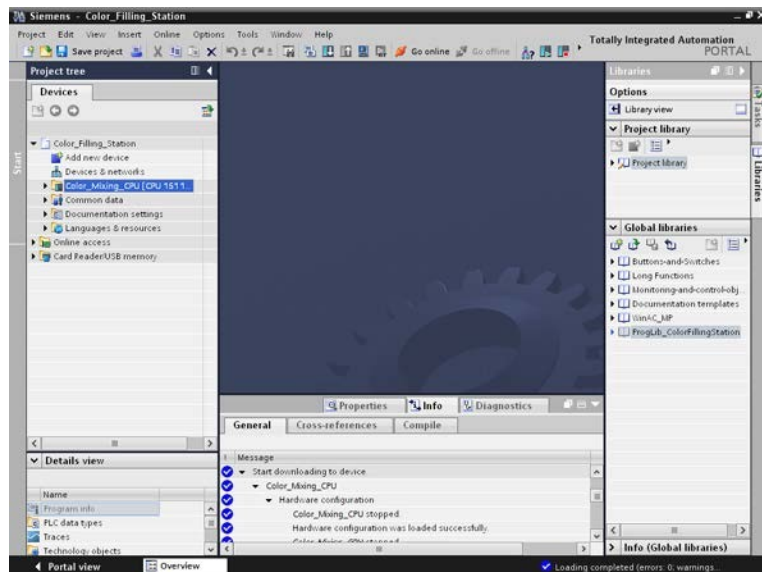 Siemens - Color_Filling_Station
Project Edit View Insert Online Options Tools Window Help
Save project
Go online
Go offline
Totally Integrated Automation
PORTAL
Project tree
Devices
Color_Filling_Station
Add new device
Devices & networks
Color_Mixing_CPU [CPU 1511...
Common data
Documentation settings
Languages & resources
Online access
Card Reader/USB memory
Details view
Name
Program info
PLC data types
Traces
Technology objects
Start
Properties
Info
Diagnostics
General
Cross-references
Compile
! Message
Start downloading to device
Color_Mixing_CPU
Hardware configuration
Color_Mixing_CPU stopped.
Hardware configuration was loaded successfully.
Color_Mixing_CPU stopped.
Libraries
Options
Library view
Project library
Project library
Global libraries
Buttons-and-Switches
Long Functions
Monitoring-and-control-obj...
Documentation templates
WinAC_MP
ProgLib_ColorFillingStation
Info (Global libraries)
Tasks
Libraries
Portal view
Overview
Loading completed (errors: 0; warnings...